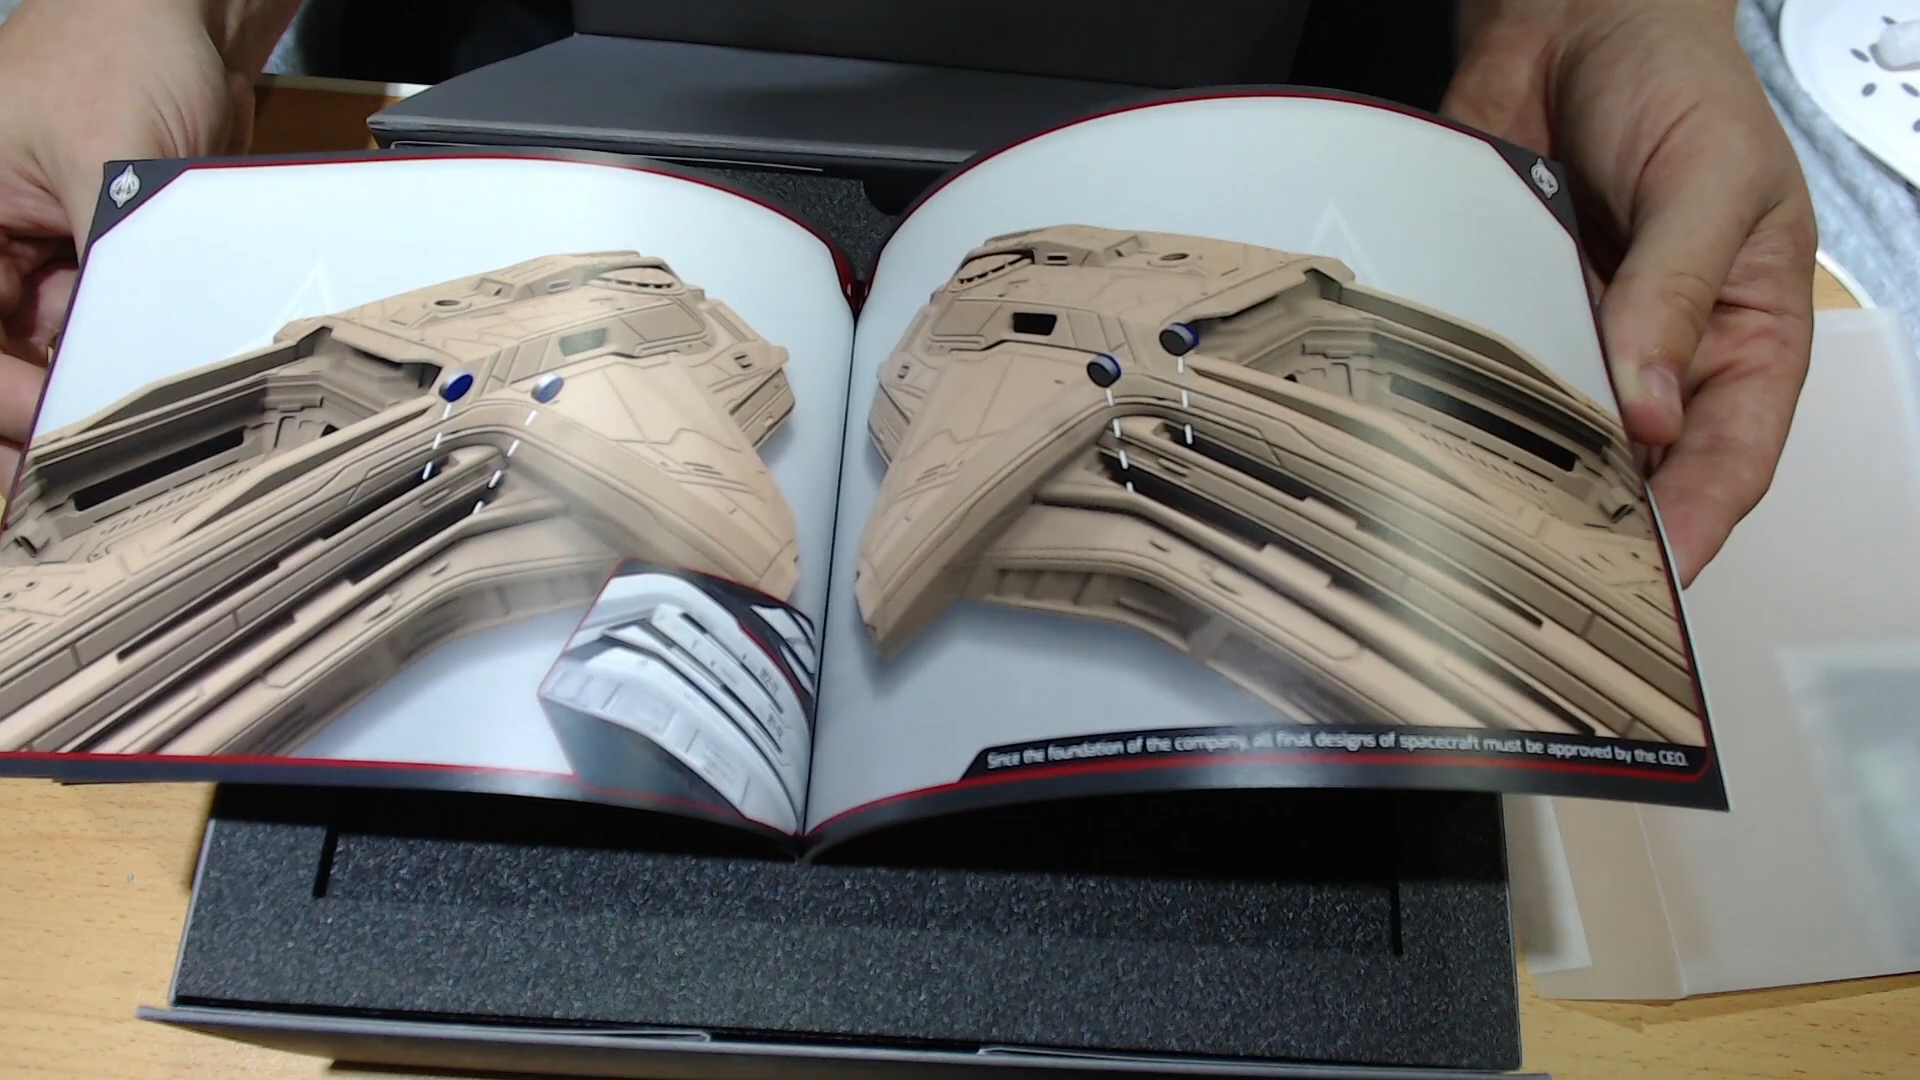 Since the foundation of the company, all final designs of spacecraft must be approved by the CEO.